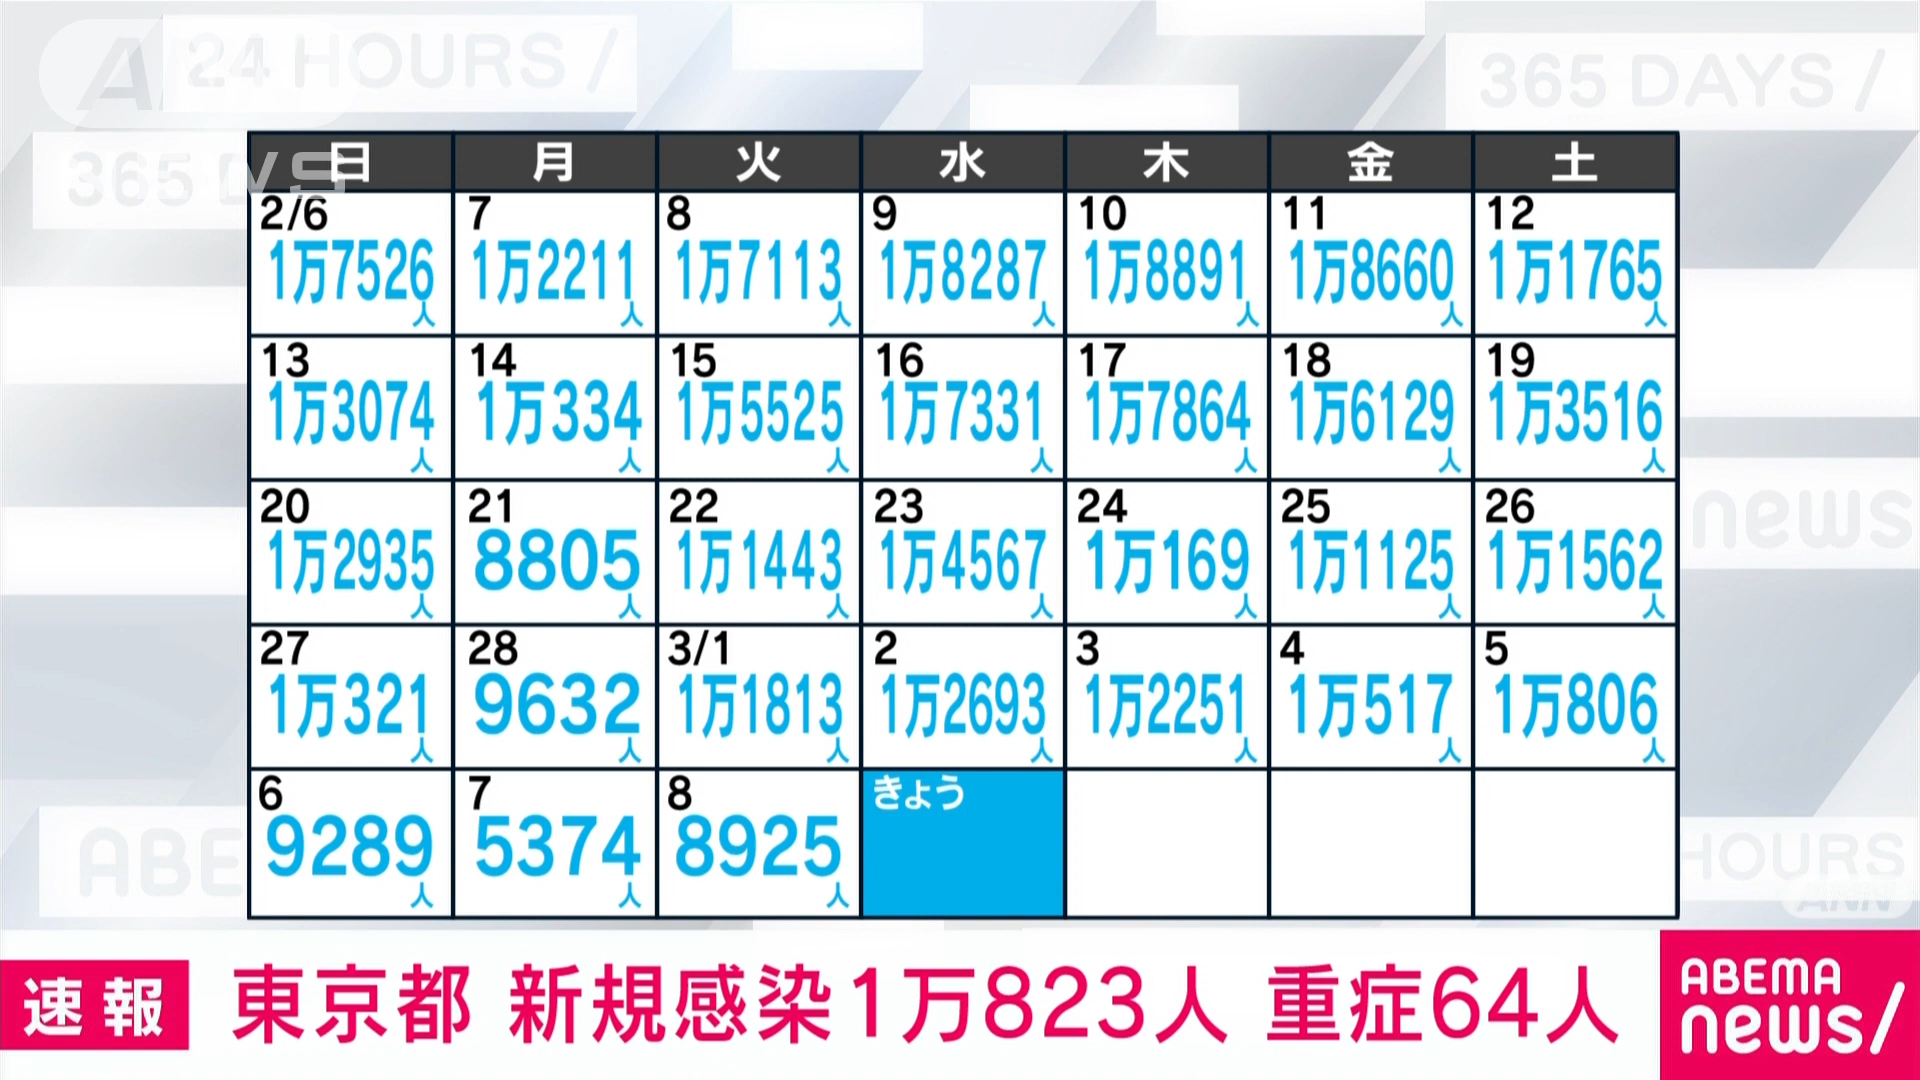 24 HOURS /
365 DAYS /
365 D
日 月 火 水 木 金 土
2/6 7 8 9 10 11 12
1万7526人 1万2211人 1万7113人 1万8287人 1万8891人 1万8660人 1万1765人
13 14 15 16 17 18 19
1万3074人 1万334人 1万5525人 1万7331人 1万7864人 1万6129人 1万3516人
20 21 22 23 24 25 26
1万2935人 8805人 1万1443人 1万4567人 1万169人 1万1125人 1万1562人
news
27 28 3/1 2 3 4 5
1万321人 9632人 1万1813人 1万2693人 1万2251人 1万517人 1万806人
6 7 8 きょう
9289人 5374人 8925人
ABE
HOURS
ANN
速報 東京都 新規感染1万823人 重症64人
ABEMA
news/